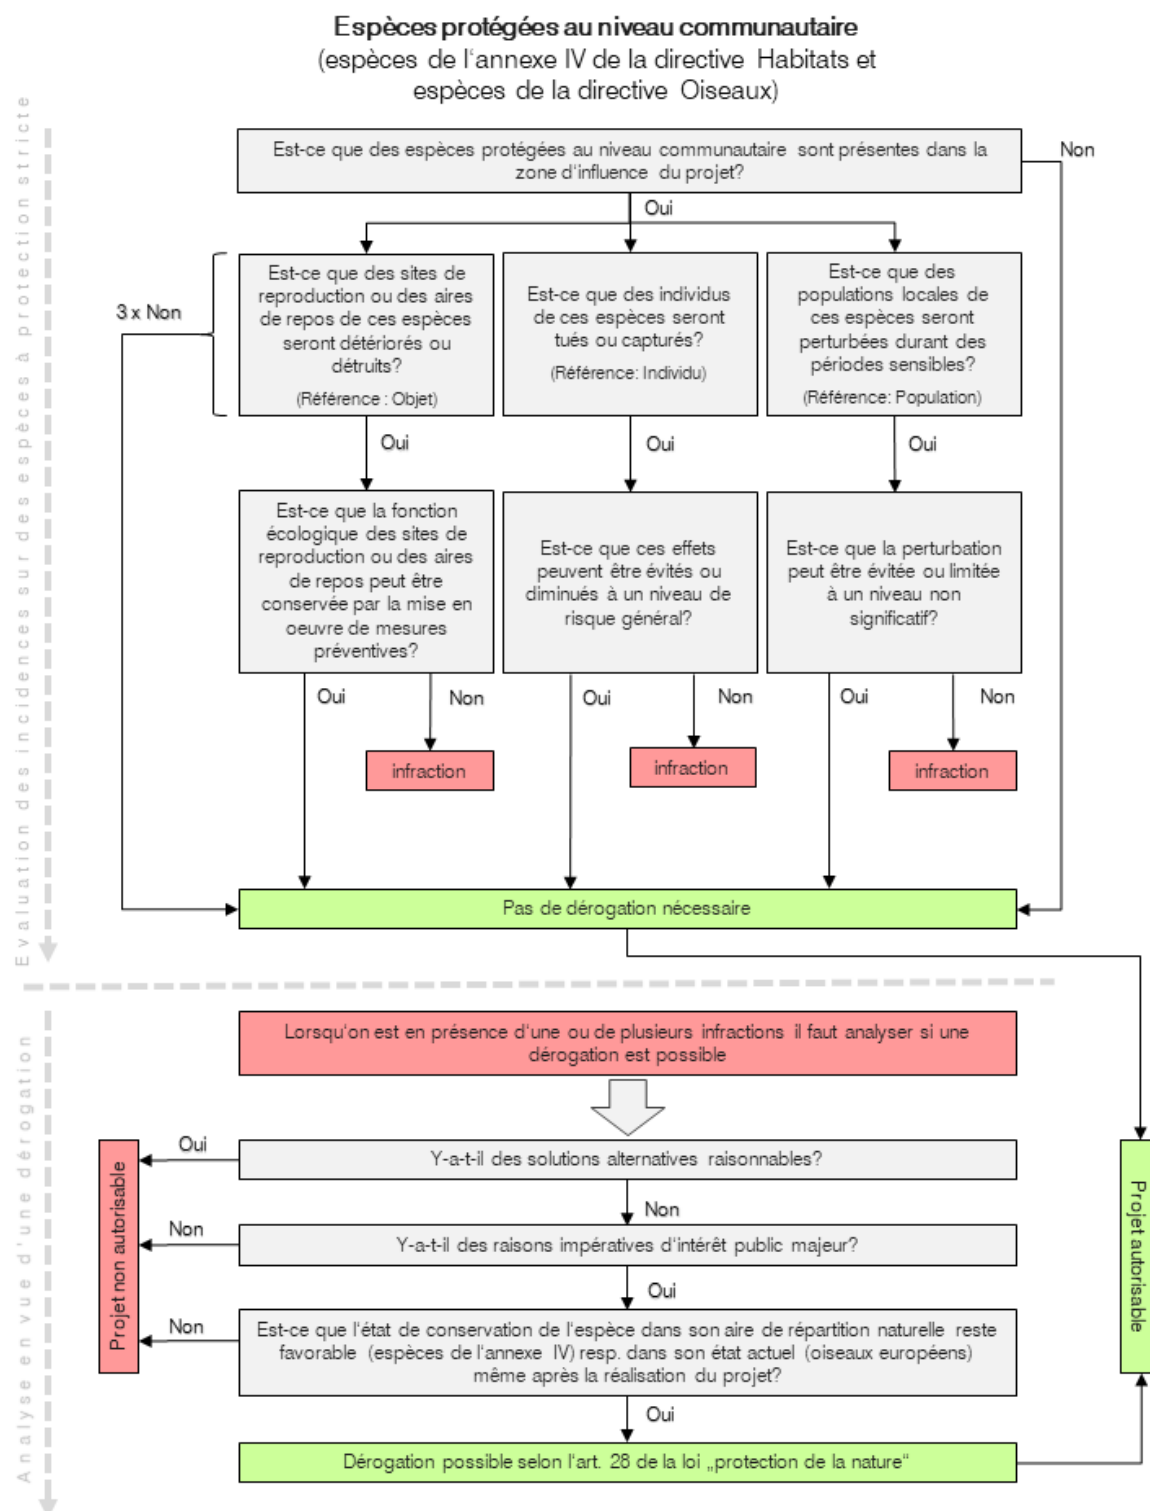 Espèces protégées au niveau communautaire
(espèces de l‘annexe IV de la directive Habitats et
espèces de la directive Oiseaux)
Evaluation des incidences sur des espèces à protection stricte
Est-ce que des espèces protégées au niveau communautaire sont présentes dans la
zone d‘influence du projet?
Non
Oui
3 x Non
Est-ce que des sites de
reproduction ou des aires
de repos de ces espèces
seront détériorés ou
détruits?
(Référence : Objet)
Est-ce que des individus
de ces espèces seront
tués ou capturés?
(Référence: Individu)
Est-ce que des
populations locales de
ces espèces seront
perturbées durant des
périodes sensibles?
(Référence: Population)
Oui
Oui
Oui
Est-ce que la fonction
écologique des sites de
reproduction ou des aires
de repos peut être
conservée par la mise en
oeuvre de mesures
préventives?
Est-ce que ces effets
peuvent être évités ou
diminués à un niveau de
risque général?
Est-ce que la perturbation
peut être évitée ou limitée
à un niveau non
significatif?
Oui
Non
Oui
Non
Oui
Non
infraction
infraction
infraction
Pas de dérogation nécessaire
Analyse en vue d'une dérogation
Lorsqu‘on est en présence d‘une ou de plusieurs infractions il faut analyser si une
dérogation est possible
Projet non autorisable
Oui
Y-a-t-il des solutions alternatives raisonnables?
Projet autorisable
Non
Non
Y-a-t-il des raisons impératives d‘intérêt public majeur?
Oui
Non
Est-ce que l‘état de conservation de l‘espèce dans son aire de répartition naturelle reste
favorable (espèces de l‘annexe IV) resp. dans son état actuel (oiseaux européens)
même après la réalisation du projet?
Oui
Dérogation possible selon l‘art. 28 de la loi „protection de la nature“